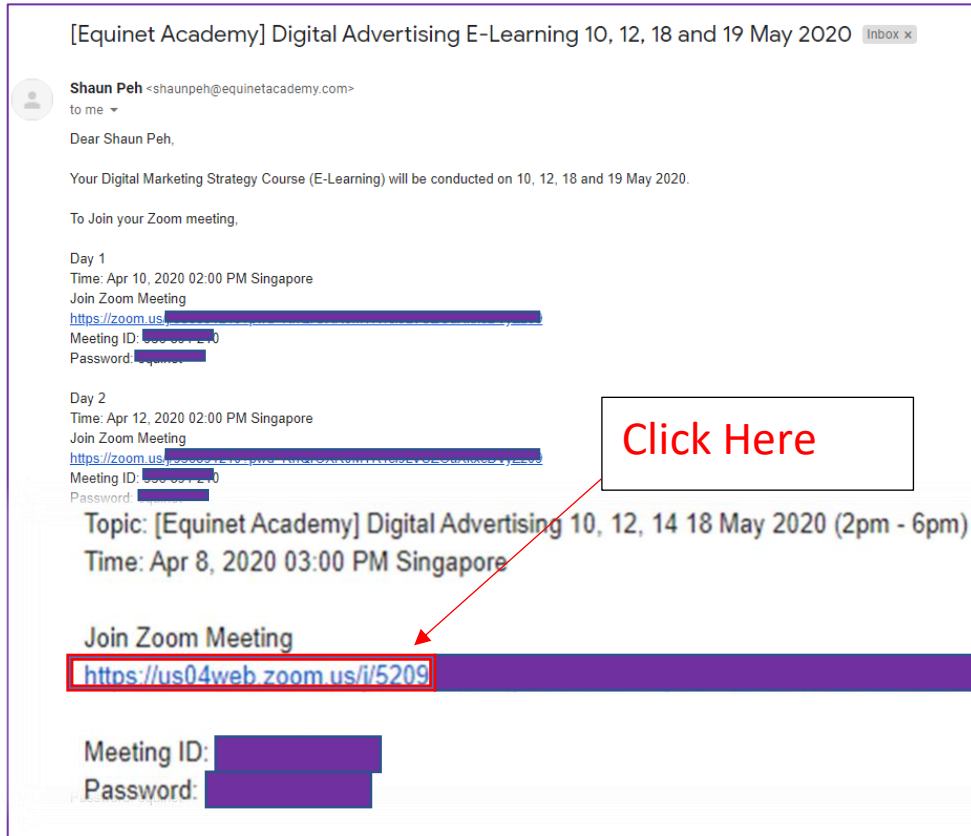 [Equinet Academy] Digital Advertising E-Learning 10, 12, 18 and 19 May 2020 Inbox x
Shaun Peh <shaunpeh@equinetacademy.com>
to me
Dear Shaun Peh,
Your Digital Marketing Strategy Course (E-Learning) will be conducted on 10, 12, 18 and 19 May 2020.
To Join your Zoom meeting,
Day 1
Time: Apr 10, 2020 02:00 PM Singapore
Join Zoom Meeting
https://zoom.us/
Meeting ID:
Password:
Day 2
Time: Apr 12, 2020 02:00 PM Singapore
Join Zoom Meeting
https://zoom.us/
Meeting ID:
Password:
Click Here
Topic: [Equinet Academy] Digital Advertising 10, 12, 14 18 May 2020 (2pm - 6pm)
Time: Apr 8, 2020 03:00 PM Singapore
Join Zoom Meeting
https://us04web.zoom.us/j/5209
Meeting ID:
Password: